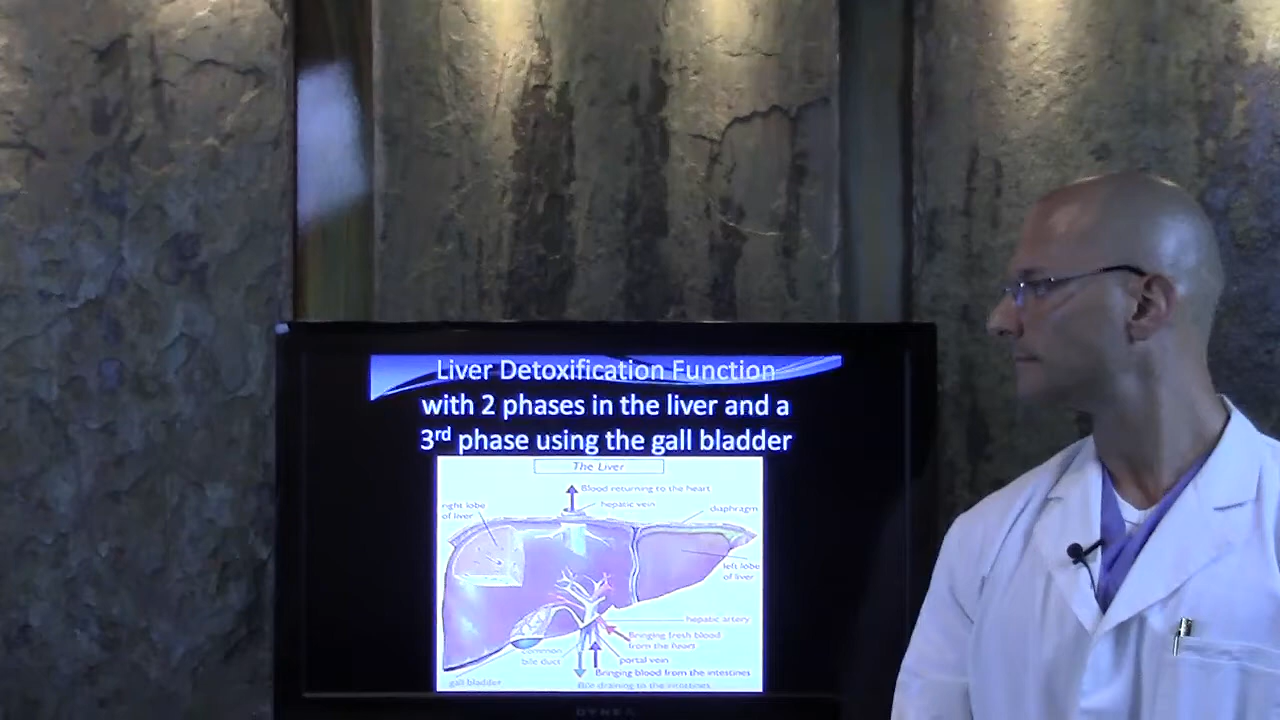 Liver Detoxification Function
with 2 phases in the liver and a
3rd phase using the gall bladder
The Liver
Blood returning to the heart
hepatic vein
right lobe
of liver
diaphragm
left lobe
of liver
hepatic artery
Bringing fresh blood
from the heart
common
bile duct
portal vein
Bringing blood from the intestines
gall bladder
Bile draining to the intestines
DYNEX